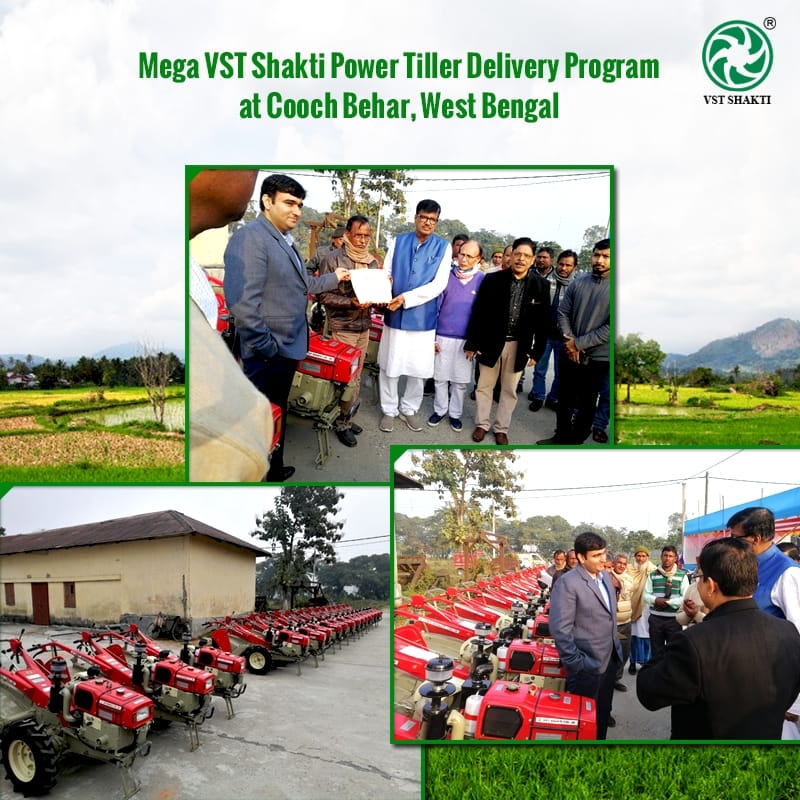 Mega VST Shakti Power Tiller Delivery Program
at Cooch Behar, West Bengal
®
VST SHAKTI